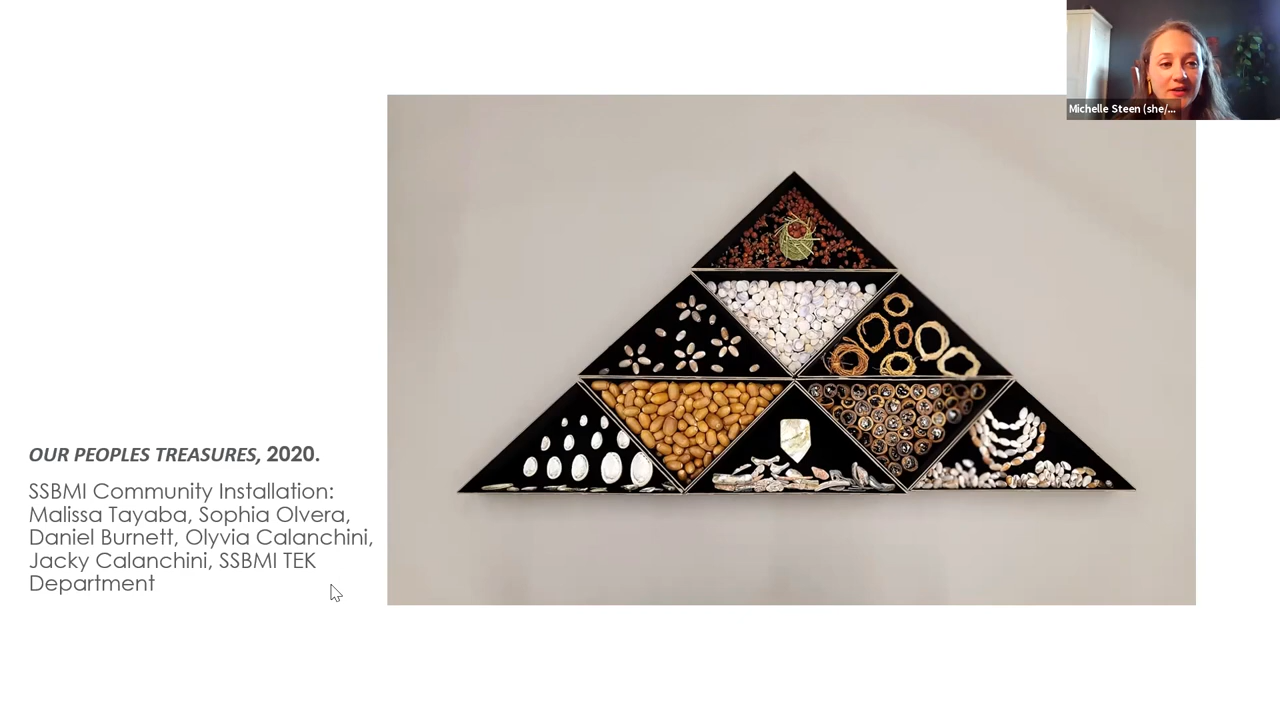 Michelle Steen (she/...
OUR PEOPLES TREASURES, 2020.
SSBMI Community Installation:
Malissa Tayaba, Sophia Olvera,
Daniel Burnett, Olyvia Calanchini,
Jacky Calanchini, SSBMI TEK
Department